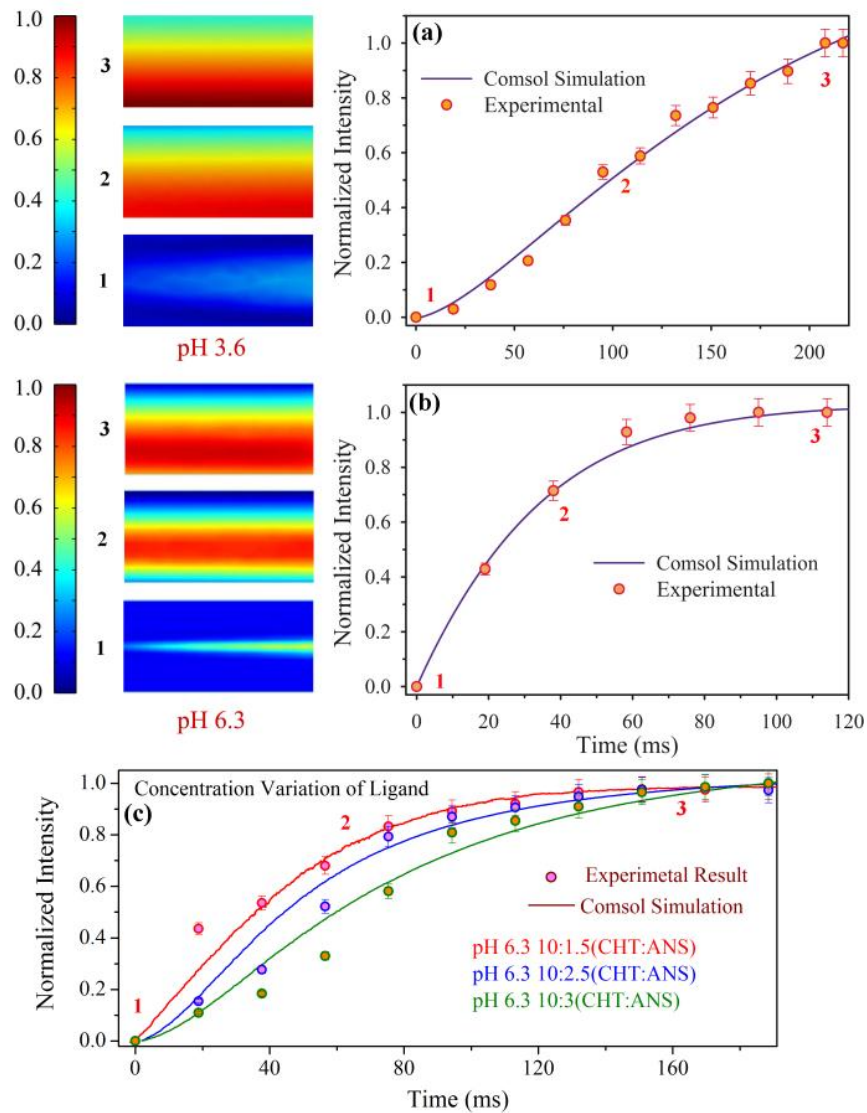 1.0
0.8
0.6
0.4
0.2
0.0
3
2
1
pH 3.6
(a)
Comsol Simulation
Experimental
Normalized Intensity
1.0
0.8
0.6
0.4
0.2
0.0
1
2
3
0 50 100 150 200
1.0
0.8
0.6
0.4
0.2
0.0
3
2
1
pH 6.3
(b)
Normalized Intensity
1.0
0.8
0.6
0.4
0.2
0.0
1
2
3
Comsol Simulation
Experimental
0 20 40 60 80 100 120
Time (ms)
Concentration Variation of Ligand
(c)
Normalized Intensity
1.0
0.8
0.6
0.4
0.2
0.0
1
2
3
Experimetal Result
Comsol Simulation
pH 6.3 10:1.5(CHT:ANS)
pH 6.3 10:2.5(CHT:ANS)
pH 6.3 10:3(CHT:ANS)
0 40 80 120 160
Time (ms)